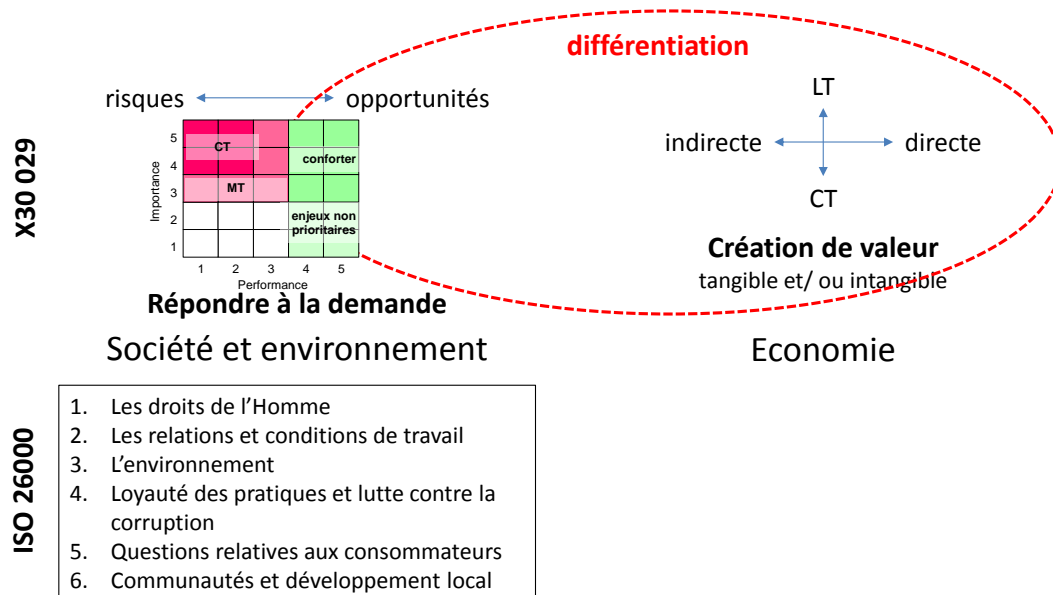 différentiation
risques
opportunités
X30 029
Importance
5
4
3
2
1
CT
MT
conforter
enjeux non
prioritaires
1 2 3 4 5
Performance
Répondre à la demande
LT
indirecte
directe
CT
Création de valeur
tangible et/ ou intangible
Société et environnement
Economie
ISO 26000
1. Les droits de l’Homme
2. Les relations et conditions de travail
3. L’environnement
4. Loyauté des pratiques et lutte contre la
corruption
5. Questions relatives aux consommateurs
6. Communautés et développement local